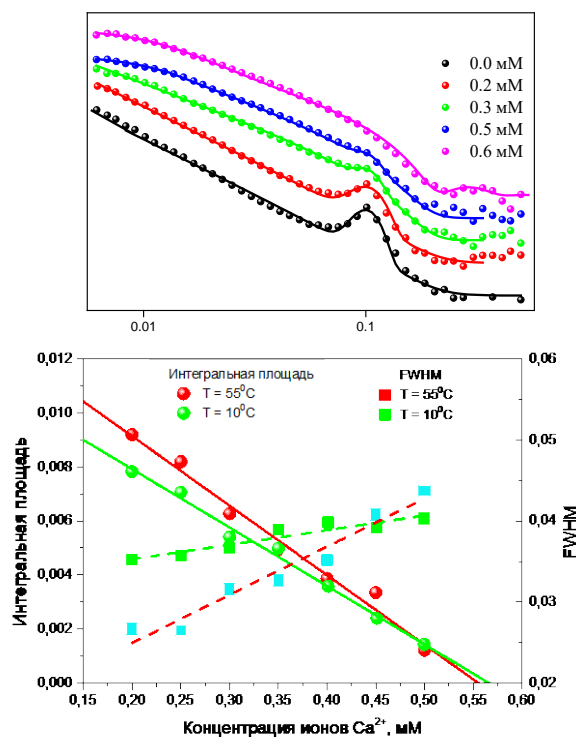 0.0 мМ
0.2 мМ
0.3 мМ
0.5 мМ
0.6 мМ
0.01 0.1
Интегральная площадь
T = 55⁰C
T = 10⁰C
FWHM
T = 55⁰C
T = 10⁰C
0,012
0,010
0,008
0,006
0,004
0,002
0,000
Интегральная площадь
0,06
0,05
0,04
0,03
0,02
FWHM
0,15 0,20 0,25 0,30 0,35 0,40 0,45 0,50 0,55 0,60
Концентрация ионов Ca²⁺, мМ